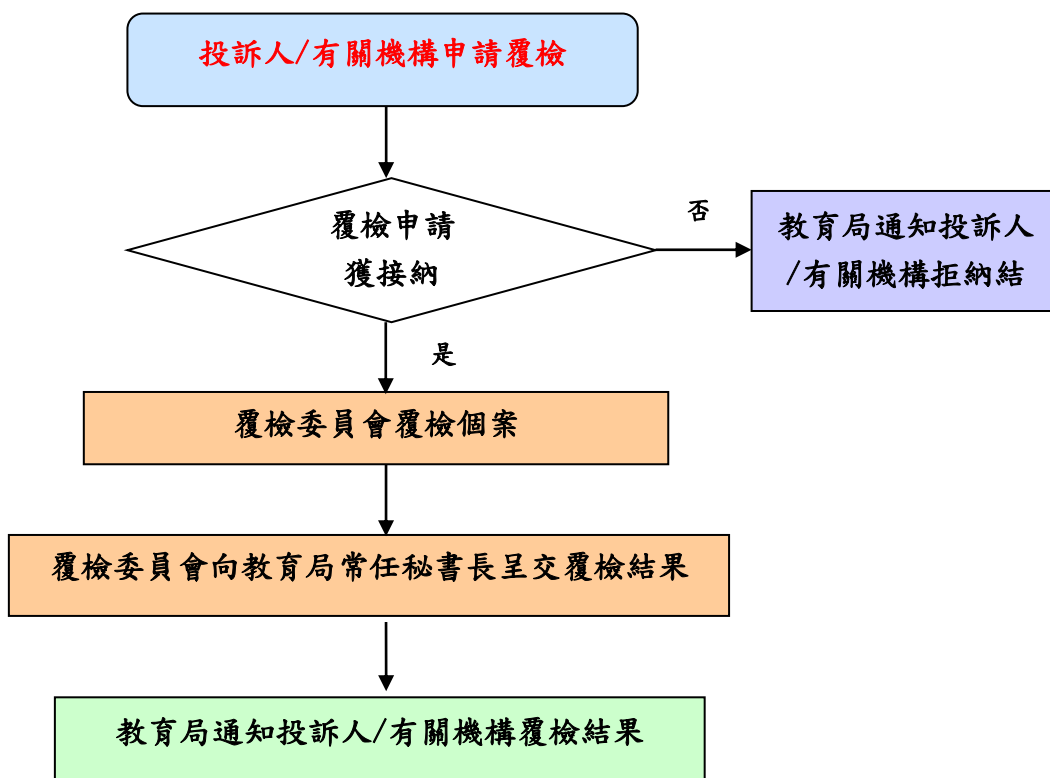 投訴人/有關機構申請覆檢
覆檢申請
獲接納
否
教育局通知投訴人
/有關機構拒納結
是
覆檢委員會覆檢個案
覆檢委員會向教育局常任秘書長呈交覆檢結果
教育局通知投訴人/有關機構覆檢結果